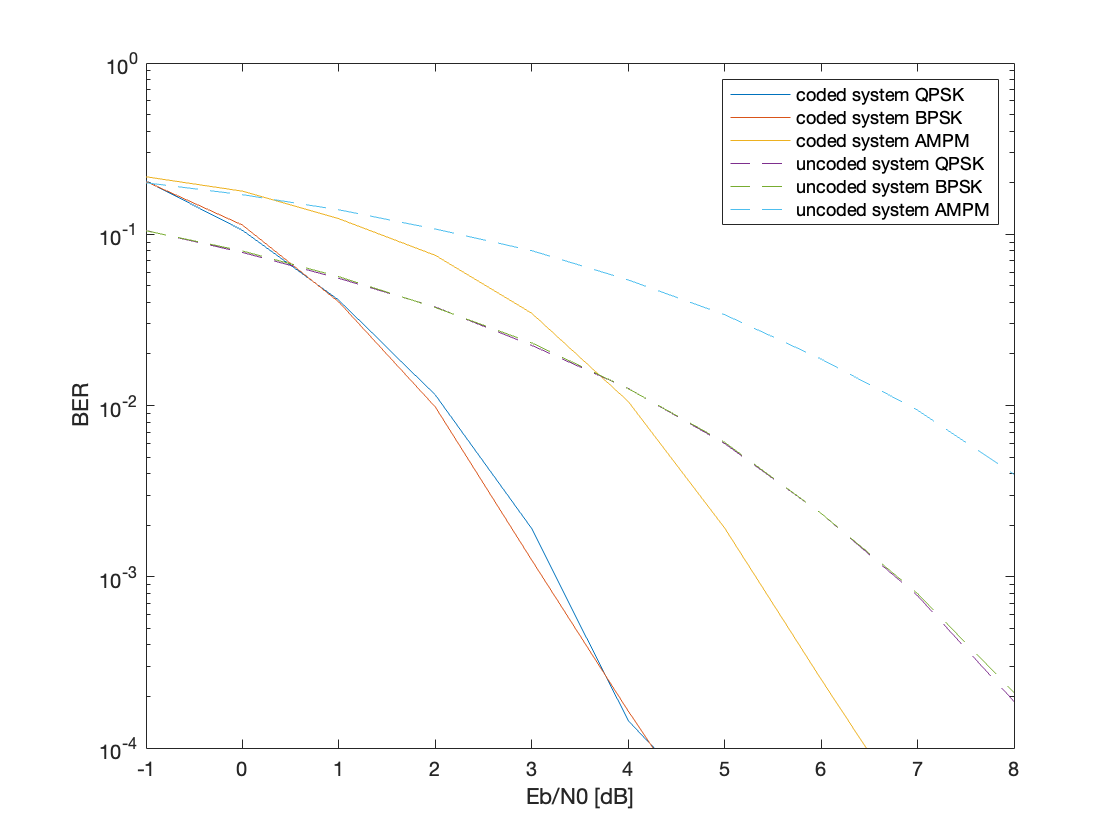 10^0
10^-1
10^-2
10^-3
10^-4
BER
-1 0 1 2 3 4 5 6 7 8
Eb/N0 [dB]
coded system QPSK
coded system BPSK
coded system AMPM
uncoded system QPSK
uncoded system BPSK
uncoded system AMPM